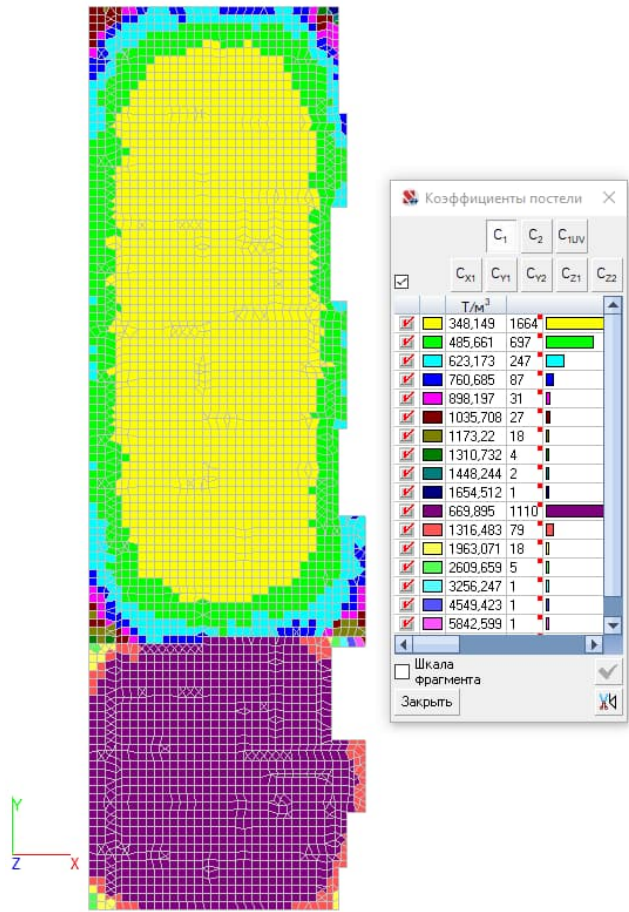 Коэффициенты постели
C₁ C₂ C₁UV
CX1 CY1 CY2 CZ1 CZ2
Т/м³
348,149 1664
485,661 697
623,173 247
760,685 87
898,197 31
1035,708 27
1173,22 18
1310,732 4
1448,244 2
1654,512 1
669,895 1110
1316,483 79
1963,071 18
2609,659 5
3256,247 1
4549,423 1
5842,599 1
Шкала
фрагмента
Закрыть
Y
Z X